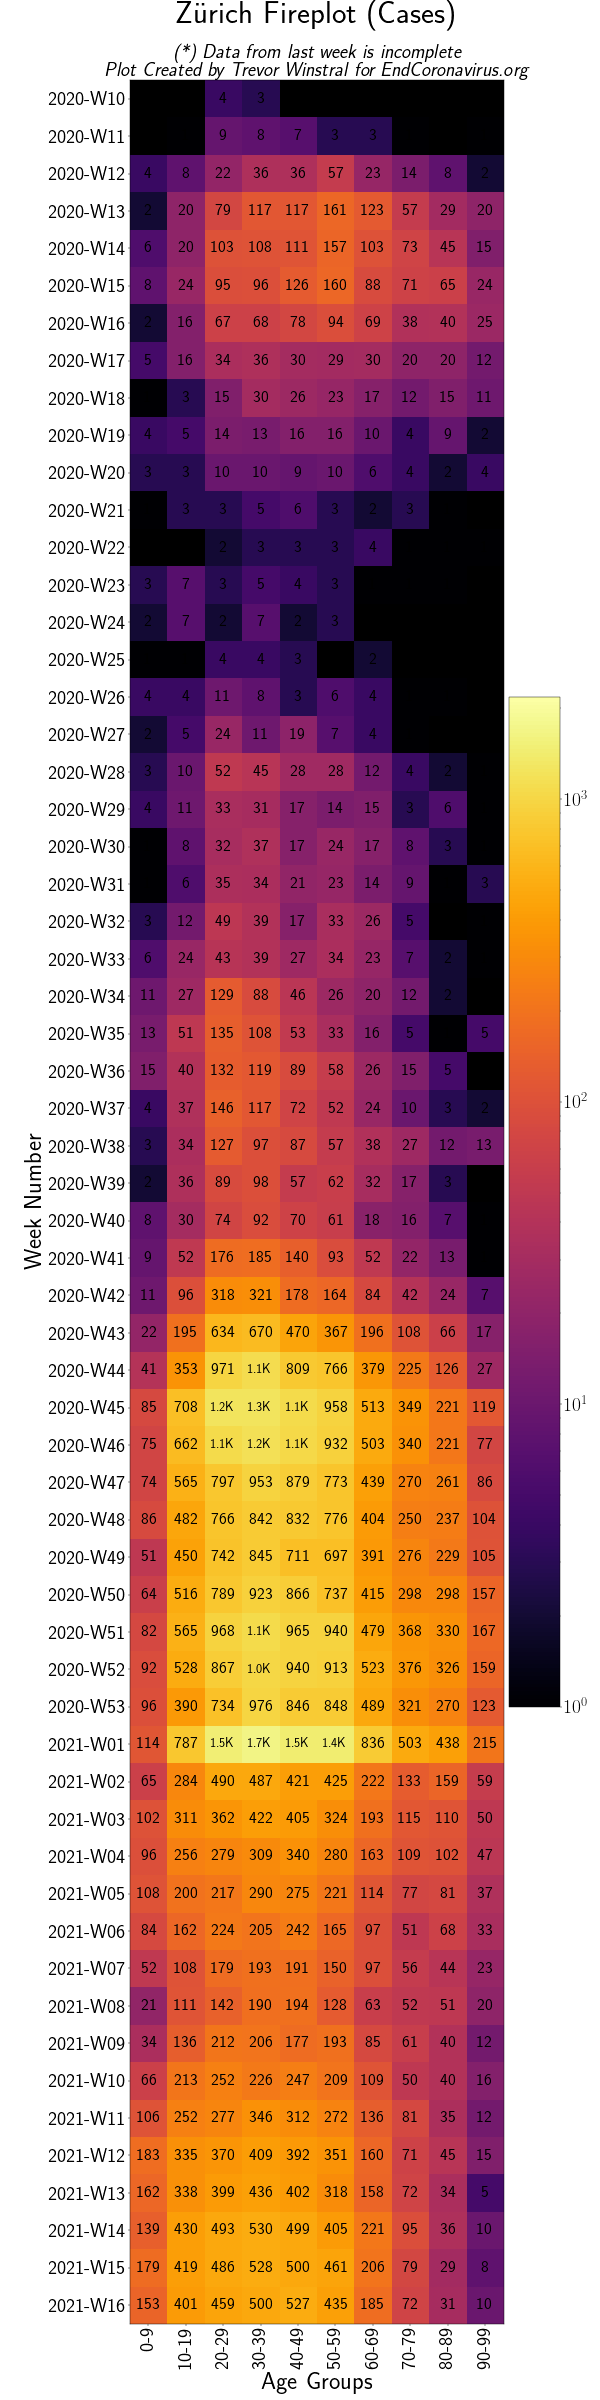 Zürich Fireplot (Cases)
(*) Data from last week is incomplete
Plot Created by Trevor Winstral for EndCoronavirus.org
2020-W10 4 3
2020-W11 9 8 7 3 3
2020-W12 4 8 22 36 36 57 23 14 8 2
2020-W13 2 20 79 117 117 161 123 57 29 20
2020-W14 6 20 103 108 111 157 103 73 45 15
2020-W15 8 24 95 96 126 160 88 71 65 24
2020-W16 2 16 67 68 78 94 69 38 40 25
2020-W17 5 16 34 36 30 29 30 20 20 12
2020-W18 3 15 30 26 23 17 12 15 11
2020-W19 4 5 14 13 16 16 10 4 9 2
2020-W20 3 3 10 10 9 10 6 4 2 4
2020-W21 3 3 5 6 3 2 3
2020-W22 2 3 3 3 4
2020-W23 3 7 3 5 4 3
2020-W24 2 7 2 7 2 3
2020-W25 4 4 3 2
2020-W26 4 4 11 8 3 6 4
2020-W27 2 5 24 11 19 7 4
2020-W28 3 10 52 45 28 28 12 4 2
2020-W29 4 11 33 31 17 14 15 3 6
2020-W30 8 32 37 17 24 17 8 3
2020-W31 6 35 34 21 23 14 9 3
2020-W32 3 12 49 39 17 33 26 5
2020-W33 6 24 43 39 27 34 23 7 2
2020-W34 11 27 129 88 46 26 20 12 2
2020-W35 13 51 135 108 53 33 16 5 5
2020-W36 15 40 132 119 89 58 26 15 5
2020-W37 4 37 146 117 72 52 24 10 3 2
2020-W38 3 34 127 97 87 57 38 27 12 13
2020-W39 2 36 89 98 57 62 32 17 3
2020-W40 8 30 74 92 70 61 18 16 7
2020-W41 9 52 176 185 140 93 52 22 13
2020-W42 11 96 318 321 178 164 84 42 24 7
2020-W43 22 195 634 670 470 367 196 108 66 17
2020-W44 41 353 971 1.1K 809 766 379 225 126 27
2020-W45 85 708 1.2K 1.3K 1.1K 958 513 349 221 119
2020-W46 75 662 1.1K 1.2K 1.1K 932 503 340 221 77
2020-W47 74 565 797 953 879 773 439 270 261 86
2020-W48 86 482 766 842 832 776 404 250 237 104
2020-W49 51 450 742 845 711 697 391 276 229 105
2020-W50 64 516 789 923 866 737 415 298 298 157
2020-W51 82 565 968 1.1K 965 940 479 368 330 167
2020-W52 92 528 867 1.0K 940 913 523 376 326 159
2020-W53 96 390 734 976 846 848 489 321 270 123
2021-W01 114 787 1.5K 1.7K 1.5K 1.4K 836 503 438 215
2021-W02 65 284 490 487 421 425 222 133 159 59
2021-W03 102 311 362 422 405 324 193 115 110 50
2021-W04 96 256 279 309 340 280 163 109 102 47
2021-W05 108 200 217 290 275 221 114 77 81 37
2021-W06 84 162 224 205 242 165 97 51 68 33
2021-W07 52 108 179 193 191 150 97 56 44 23
2021-W08 21 111 142 190 194 128 63 52 51 20
2021-W09 34 136 212 206 177 193 85 61 40 12
2021-W10 66 213 252 226 247 209 109 50 40 16
2021-W11 106 252 277 346 312 272 136 81 35 12
2021-W12 183 335 370 409 392 351 160 71 45 15
2021-W13 162 338 399 436 402 318 158 72 34 5
2021-W14 139 430 493 530 499 405 221 95 36 10
2021-W15 179 419 486 528 500 461 206 79 29 8
2021-W16 153 401 459 500 527 435 185 72 31 10
0-9 10-19 20-29 30-39 40-49 50-59 60-69 70-79 80-89 90-99
Age Groups
Week Number
10³
10²
10¹
10⁰